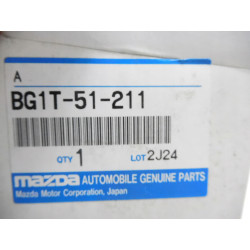 A
BG1T-51-211
QTY 1 LOT 2J24
mazda AUTOMOBILE GENUINE PARTS
Mazda Motor Corporation, Japan